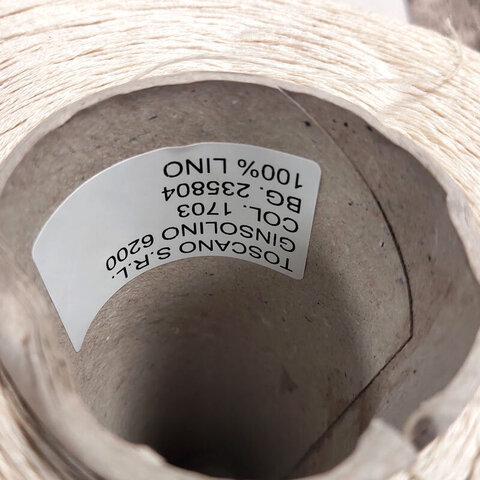 TOSCANO S.R.L.
GINSOLINO 6200
COL. 1703
BG. 235804
100% LINO